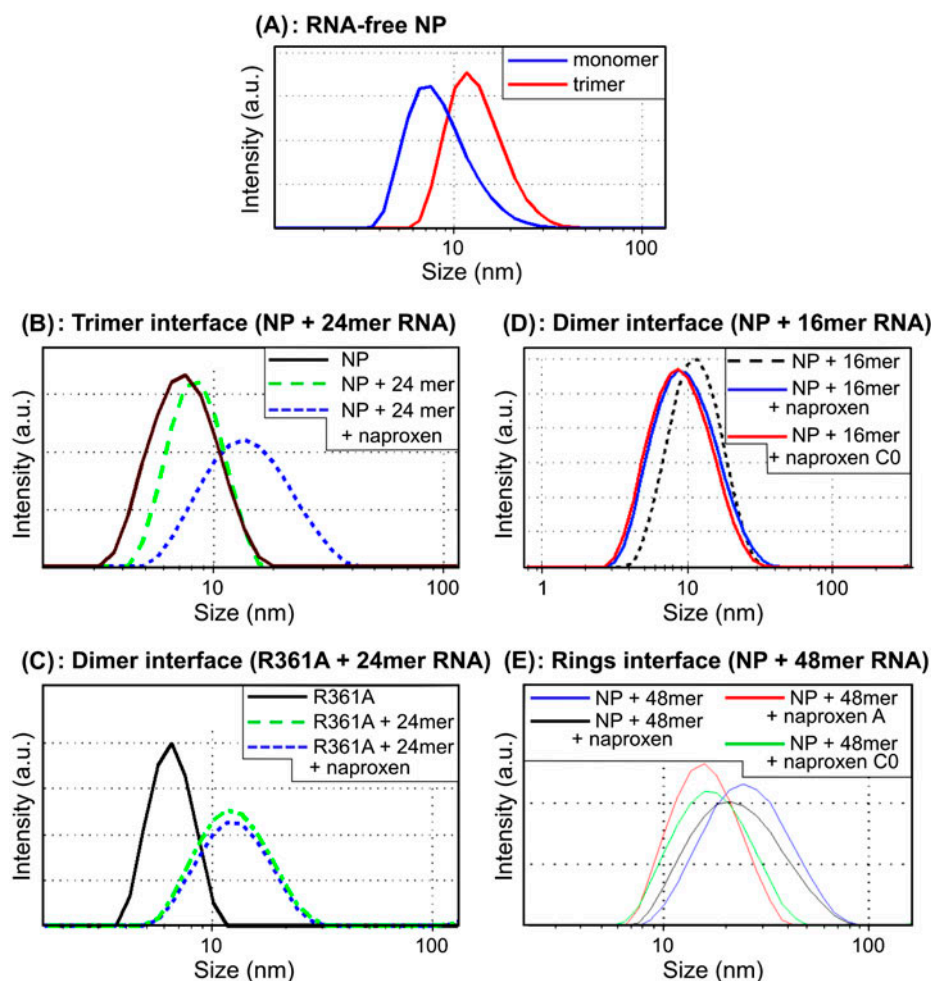 (A): RNA-free NP
Intensity (a.u.)
monomer
trimer
10
100
Size (nm)
(B): Trimer interface (NP + 24mer RNA)
Intensity (a.u.)
NP
NP + 24 mer
NP + 24 mer
+ naproxen
10
100
Size (nm)
(D): Dimer interface (NP + 16mer RNA)
Intensity (a.u.)
NP + 16mer
NP + 16mer
+ naproxen
NP + 16mer
+ naproxen C0
1
10
100
Size (nm)
(C): Dimer interface (R361A + 24mer RNA)
Intensity (a.u.)
R361A
R361A + 24mer
R361A + 24mer
+ naproxen
10
100
Size (nm)
(E): Rings interface (NP + 48mer RNA)
Intensity (a.u.)
NP + 48mer
NP + 48mer
+ naproxen
NP + 48mer
+ naproxen A
NP + 48mer
+ naproxen C0
10
100
Size (nm)